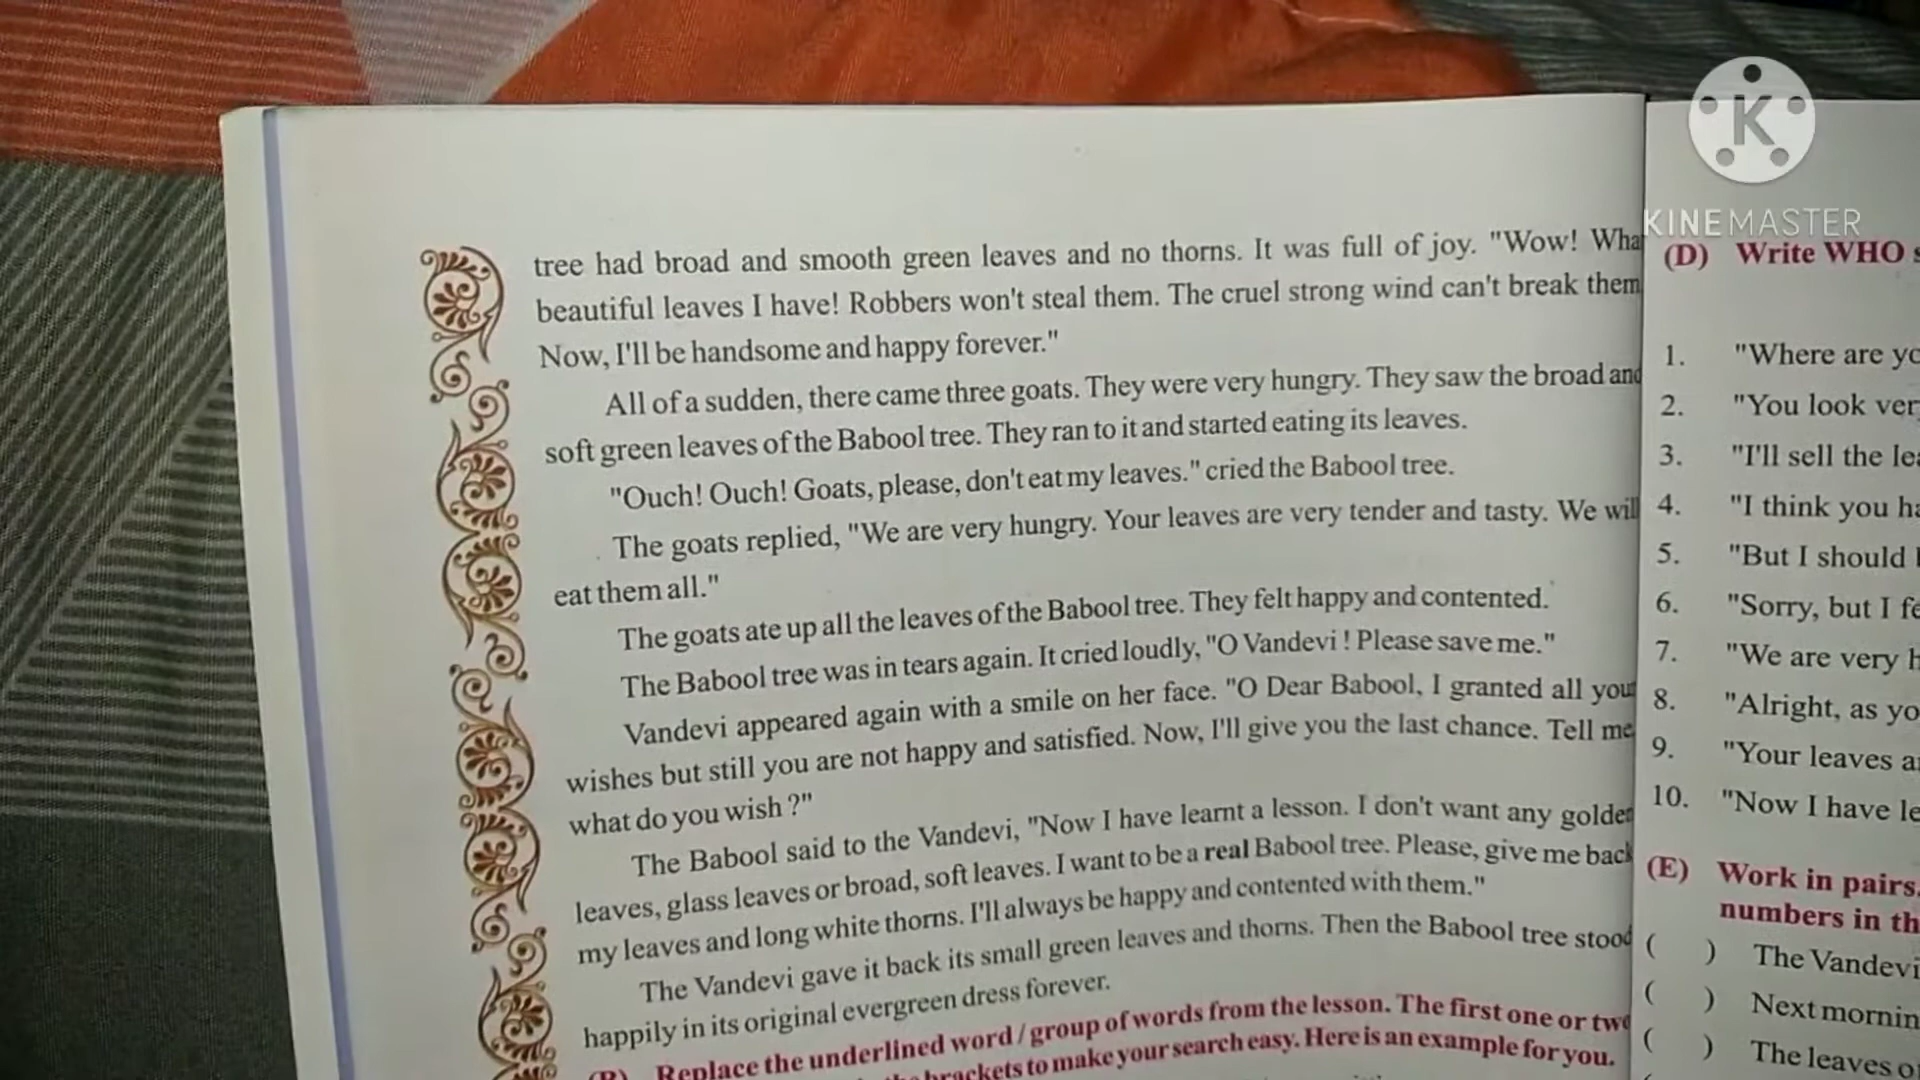 tree had broad and smooth green leaves and no thorns. It was full of joy. "Wow! Wha
beautiful leaves I have! Robbers won't steal them. The cruel strong wind can't break them
Now, I'll be handsome and happy forever."
All of a sudden, there came three goats. They were very hungry. They saw the broad and
soft green leaves of the Babool tree. They ran to it and started eating its leaves.
"Ouch! Ouch! Goats, please, don't eat my leaves." cried the Babool tree.
The goats replied, "We are very hungry. Your leaves are very tender and tasty. We wil
eat them all."
The goats ate up all the leaves of the Babool tree. They felt happy and contented.
The Babool tree was in tears again. It cried loudly, "O Vandevi ! Please save me."
Vandevi appeared again with a smile on her face. "O Dear Babool, I granted all you
wishes but still you are not happy and satisfied. Now, I'll give you the last chance. Tell me
what do you wish ?"
The Babool said to the Vandevi, "Now I have learnt a lesson. I don't want any golden
leaves, glass leaves or broad, soft leaves. I want to be a real Babool tree. Please, give me back
my leaves and long white thorns. I'll always be happy and contented with them."
The Vandevi gave it back its small green leaves and thorns. Then the Babool tree stood
happily in its original evergreen dress forever.
(B) Replace the underlined word / group of words from the lesson. The first one or two
brackets to make your search easy. Here is an example for you.
KINEMASTER
(D) Write WHO s
1. "Where are yo
2. "You look ver
3. "I'll sell the lea
4. "I think you ha
5. "But I should
6. "Sorry, but I fe
7. "We are very h
8. "Alright, as yo
9. "Your leaves a
10. "Now I have le
(E) Work in pairs.
numbers in th
( ) The Vandevi
( ) Next mornin
( ) The leaves o